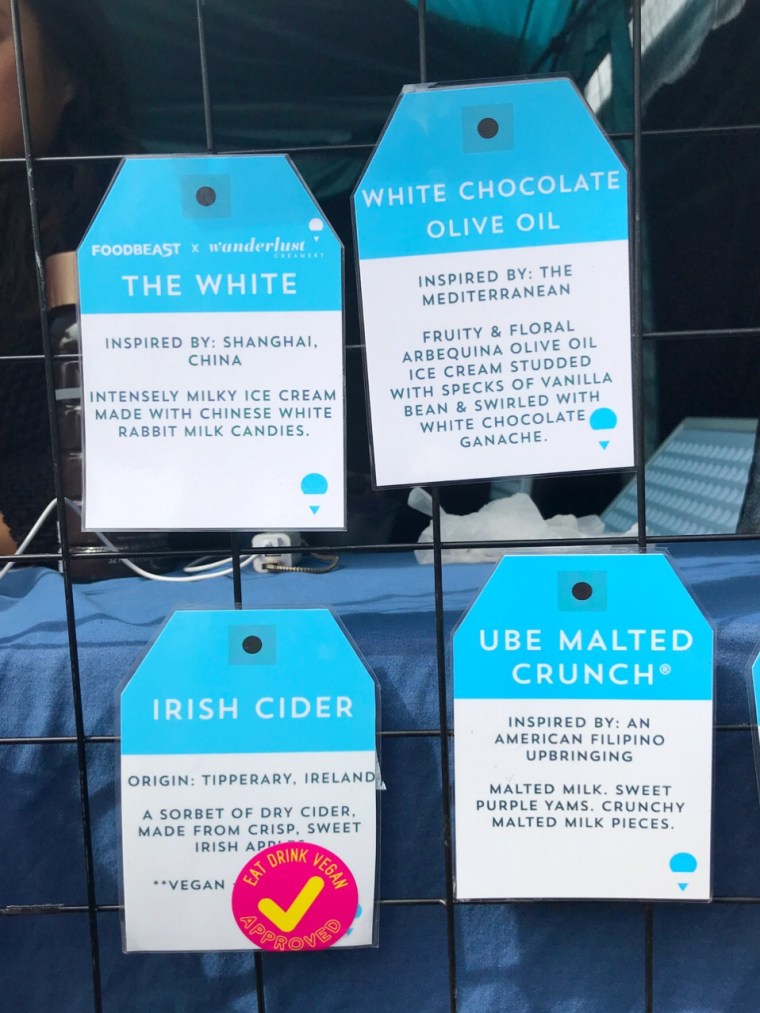 FOODBEAST x wanderlust
CREAMERY
THE WHITE
INSPIRED BY: SHANGHAI,
CHINA
INTENSELY MILKY ICE CREAM
MADE WITH CHINESE WHITE
RABBIT MILK CANDIES.
WHITE CHOCOLATE
OLIVE OIL
INSPIRED BY: THE
MEDITERRANEAN
FRUITY & FLORAL
ARBEQUINA OLIVE OIL
ICE CREAM STUDDED
WITH SPECKS OF VANILLA
BEAN & SWIRLED WITH
WHITE CHOCOLATE
GANACHE.
IRISH CIDER
ORIGIN: TIPPERARY, IRELAND
A SORBET OF DRY CIDER,
MADE FROM CRISP, SWEET
IRISH
**VEGAN
EAT DRINK VEGAN
APPROVED
UBE MALTED
CRUNCH®
INSPIRED BY: AN
AMERICAN FILIPINO
UPBRINGING
MALTED MILK. SWEET
PURPLE YAMS. CRUNCHY
MALTED MILK PIECES.